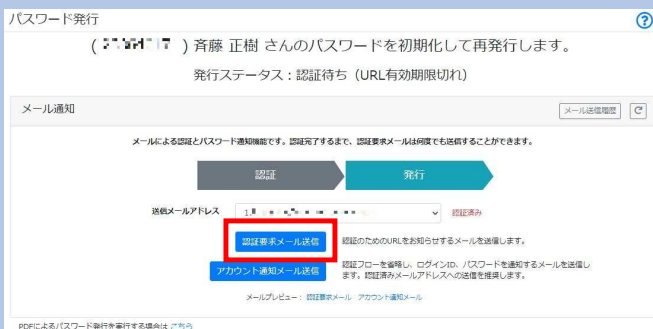 パスワード発行
( ) 斉藤 正樹 さんのパスワードを初期化して再発行します。
発行ステータス：認証待ち（URL有効期限切れ）
メール通知
メール送信履歴
メールによる認証とパスワード通知機能です。認証完了するまで、認証要求メールは何度でも送信することができます。
認証 発行
送信メールアドレス 1. 認証済み
認証要求メール送信 認証のためのURLをお知らせするメールを送信します。
アカウント通知メール送信 認証フローを省略し、ログインID、パスワードを通知するメールを送信し
ます。認証済みメールアドレスへの送信を推奨します。
メールプレビュー： 認証要求メール アカウント通知メール
PDFによるパスワード発行を実行する場合は こちら